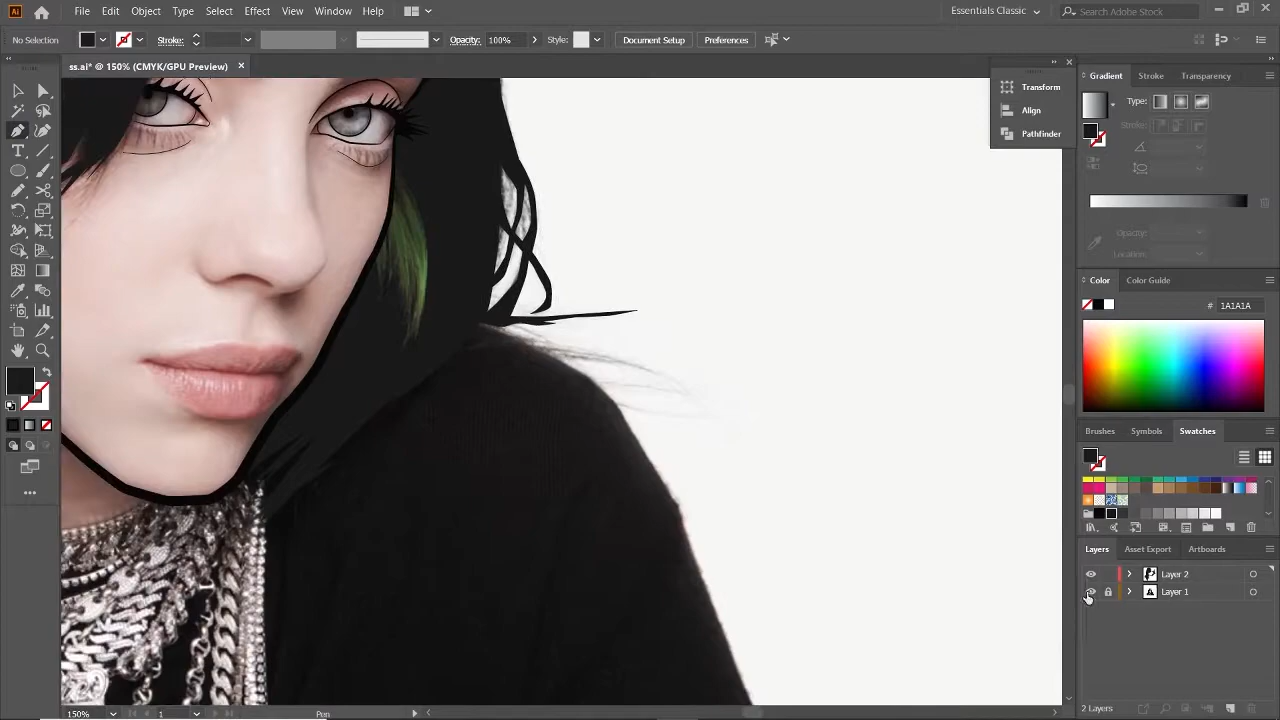 Ai File Edit Object Type Select Effect View Window Help Essentials Classic Search Adobe Stock
No Selection Stroke: Opacity: 100% Style: Document Setup Preferences
ss.ai* @ 150% (CMYK/GPU Preview)
Transform
Align
Pathfinder
Gradient Stroke Transparency
Type:
Stroke:
Opacity:
Location:
Color Color Guide
# 1A1A1A
Brushes Symbols Swatches
Layers Asset Export Artboards
Layer 2
Layer 1
2 Layers
150% 1 Pen